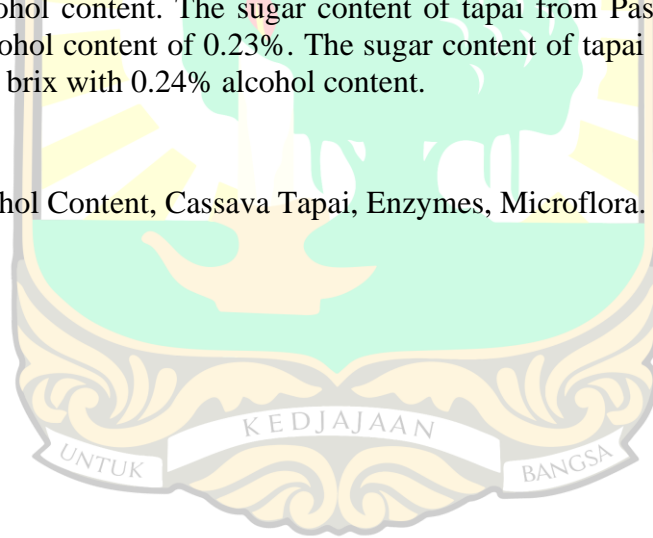 ohol content. The sugar content of tapai from Pas
cohol content of 0.23%. The sugar content of tapai
brix with 0.24% alcohol content.
hol Content, Cassava Tapai, Enzymes, Microflora.
UNTUK KEDJAJAAN BANGSA